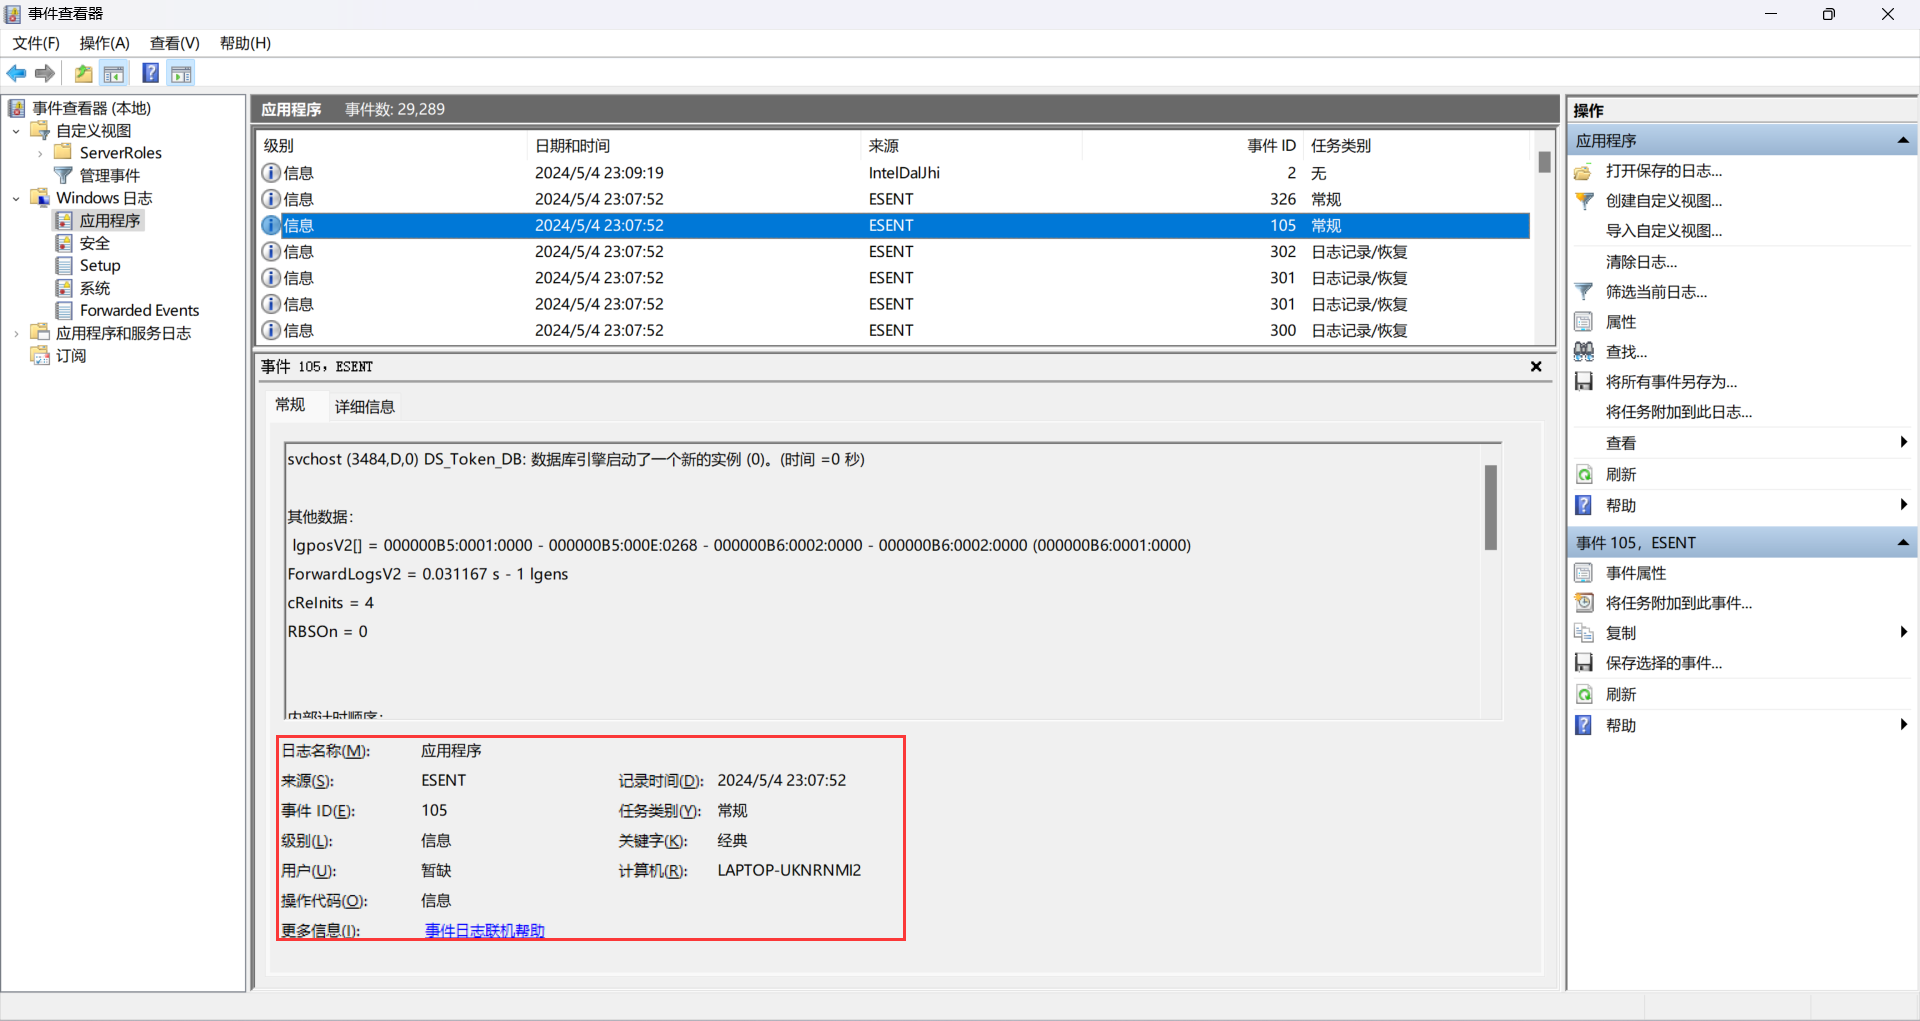 事件查看器
文件(F) 操作(A) 查看(V) 帮助(H)
事件查看器 (本地)
自定义视图
ServerRoles
管理事件
Windows 日志
应用程序
安全
Setup
系统
Forwarded Events
应用程序和服务日志
订阅
应用程序 事件数: 29,289
级别 日期和时间 来源 事件 ID 任务类别
信息 2024/5/4 23:09:19 IntelDalJhi 2 无
信息 2024/5/4 23:07:52 ESENT 326 常规
信息 2024/5/4 23:07:52 ESENT 105 常规
信息 2024/5/4 23:07:52 ESENT 302 日志记录/恢复
信息 2024/5/4 23:07:52 ESENT 301 日志记录/恢复
信息 2024/5/4 23:07:52 ESENT 301 日志记录/恢复
信息 2024/5/4 23:07:52 ESENT 300 日志记录/恢复
事件 105，ESENT
常规 详细信息
svchost (3484,D,0) DS_Token_DB: 数据库引擎启动了一个新的实例 (0)。(时间 =0 秒)
其他数据:
lgposV2[] = 000000B5:0001:0000 - 000000B5:000E:0268 - 000000B6:0002:0000 - 000000B6:0002:0000 (000000B6:0001:0000)
ForwardLogsV2 = 0.031167 s - 1 lgens
cReInits = 4
RBSOn = 0
内部计时顺序:
日志名称(M): 应用程序
来源(S): ESENT 记录时间(D): 2024/5/4 23:07:52
事件 ID(E): 105 任务类别(Y): 常规
级别(L): 信息 关键字(K): 经典
用户(U): 暂缺 计算机(R): LAPTOP-UKNRNMI2
操作代码(O): 信息
更多信息(I): 事件日志联机帮助
操作
应用程序
打开保存的日志...
创建自定义视图...
导入自定义视图...
清除日志...
筛选当前日志...
属性
查找...
将所有事件另存为...
将任务附加到此日志...
查看
刷新
帮助
事件 105，ESENT
事件属性
将任务附加到此事件...
复制
保存选择的事件...
刷新
帮助